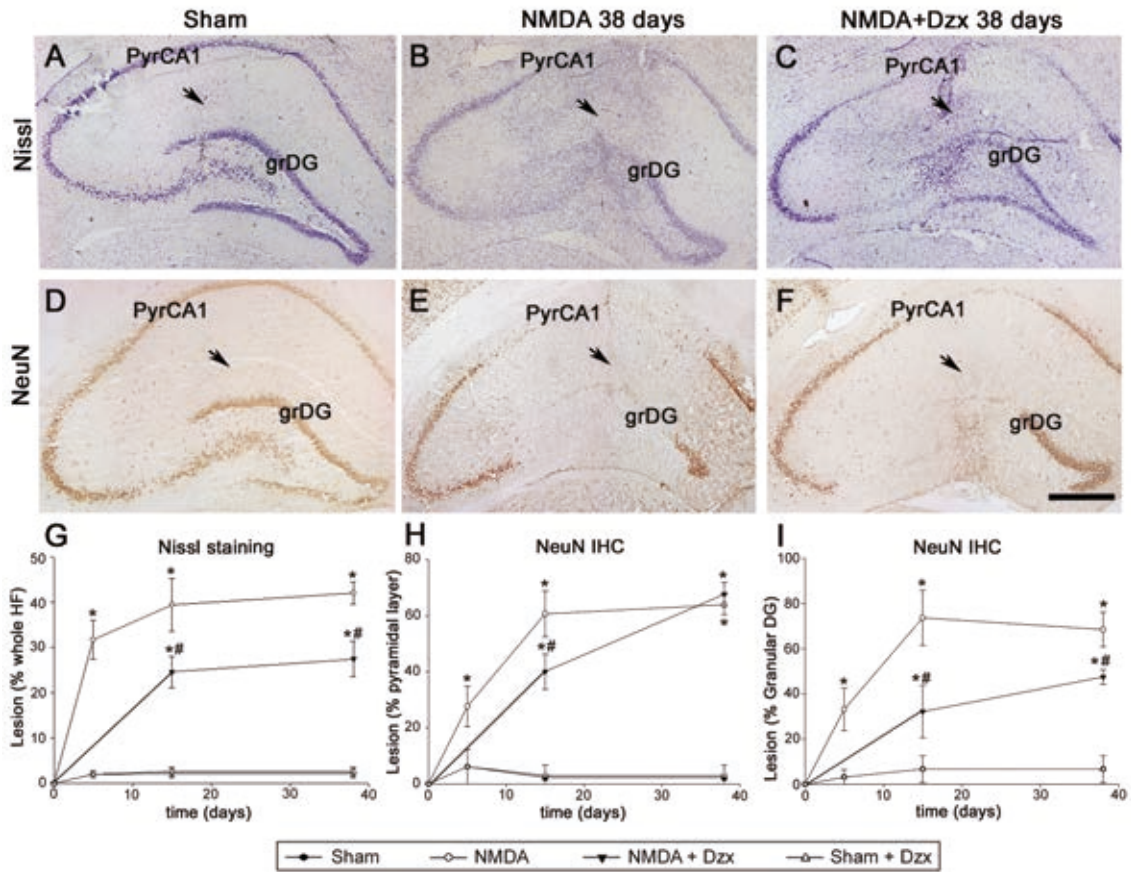 Sham NMDA 38 days NMDA+Dzx 38 days
Nissl
A PyrCA1 grDG
B PyrCA1 grDG
C PyrCA1 grDG
NeuN
D PyrCA1 grDG
E PyrCA1 grDG
F PyrCA1 grDG
G Nissl staining
Lesion (% whole HF)
50
40
30
20
10
0
* * *
*# *#
0 10 20 30 40
time (days)
H NeuN IHC
Lesion (% pyramidal layer)
80
60
40
20
0
* * *
*# *
0 10 20 30 40
time (days)
I NeuN IHC
Lesion (% Granular DG)
100
80
60
40
20
0
* * *
*# *#
0 10 20 30 40
time (days)
Sham NMDA NMDA + Dzx Sham + Dzx